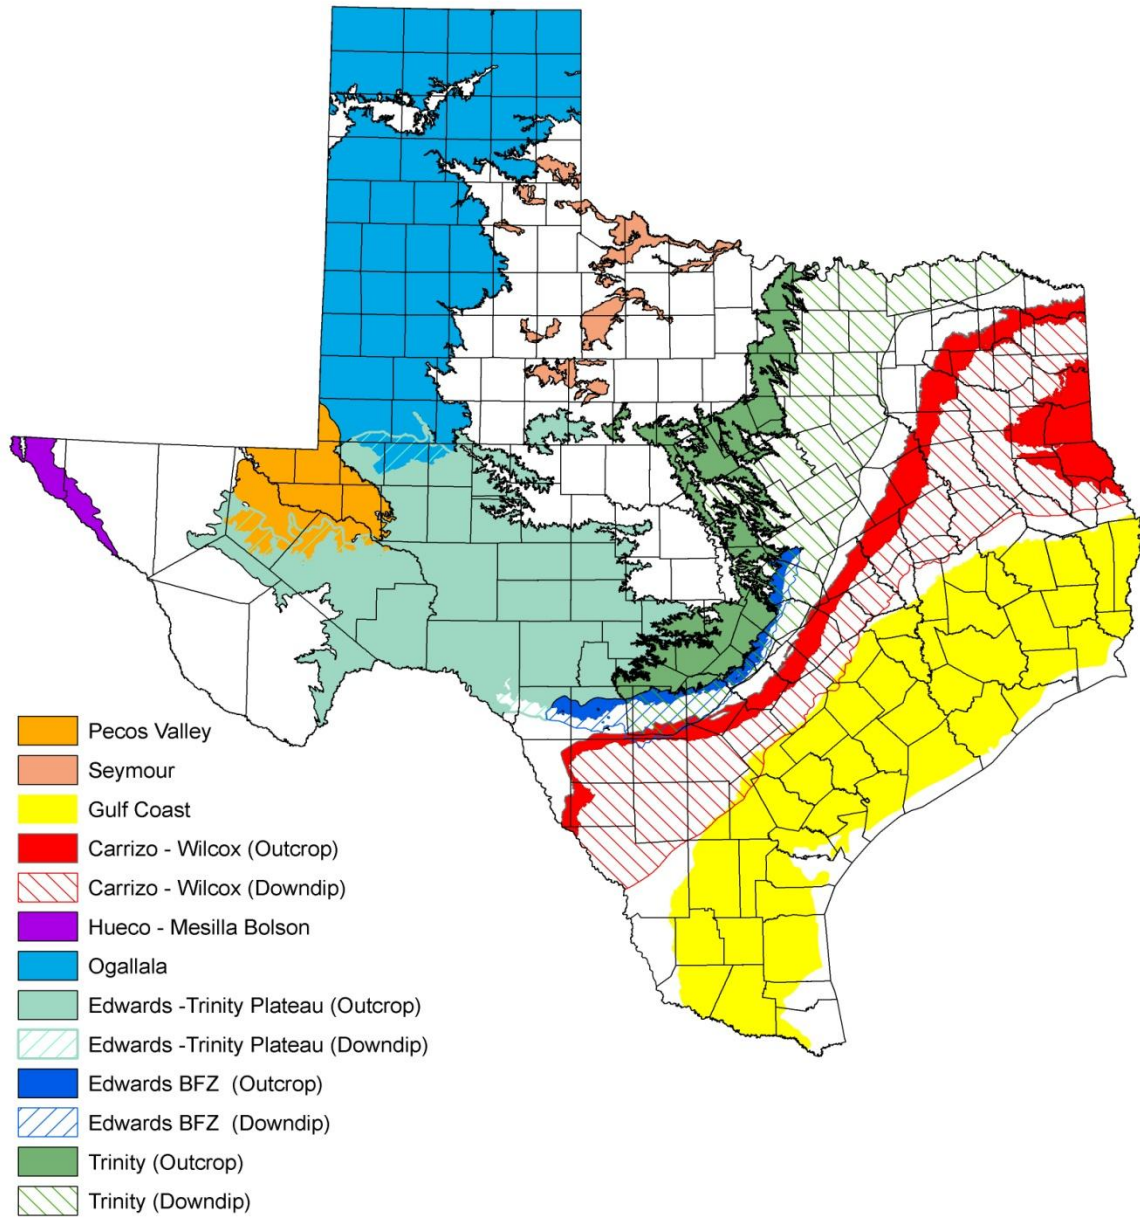 Pecos Valley
Seymour
Gulf Coast
Carrizo - Wilcox (Outcrop)
Carrizo - Wilcox (Downdip)
Hueco - Mesilla Bolson
Ogallala
Edwards -Trinity Plateau (Outcrop)
Edwards -Trinity Plateau (Downdip)
Edwards BFZ  (Outcrop)
Edwards BFZ  (Downdip)
Trinity (Outcrop)
Trinity (Downdip)